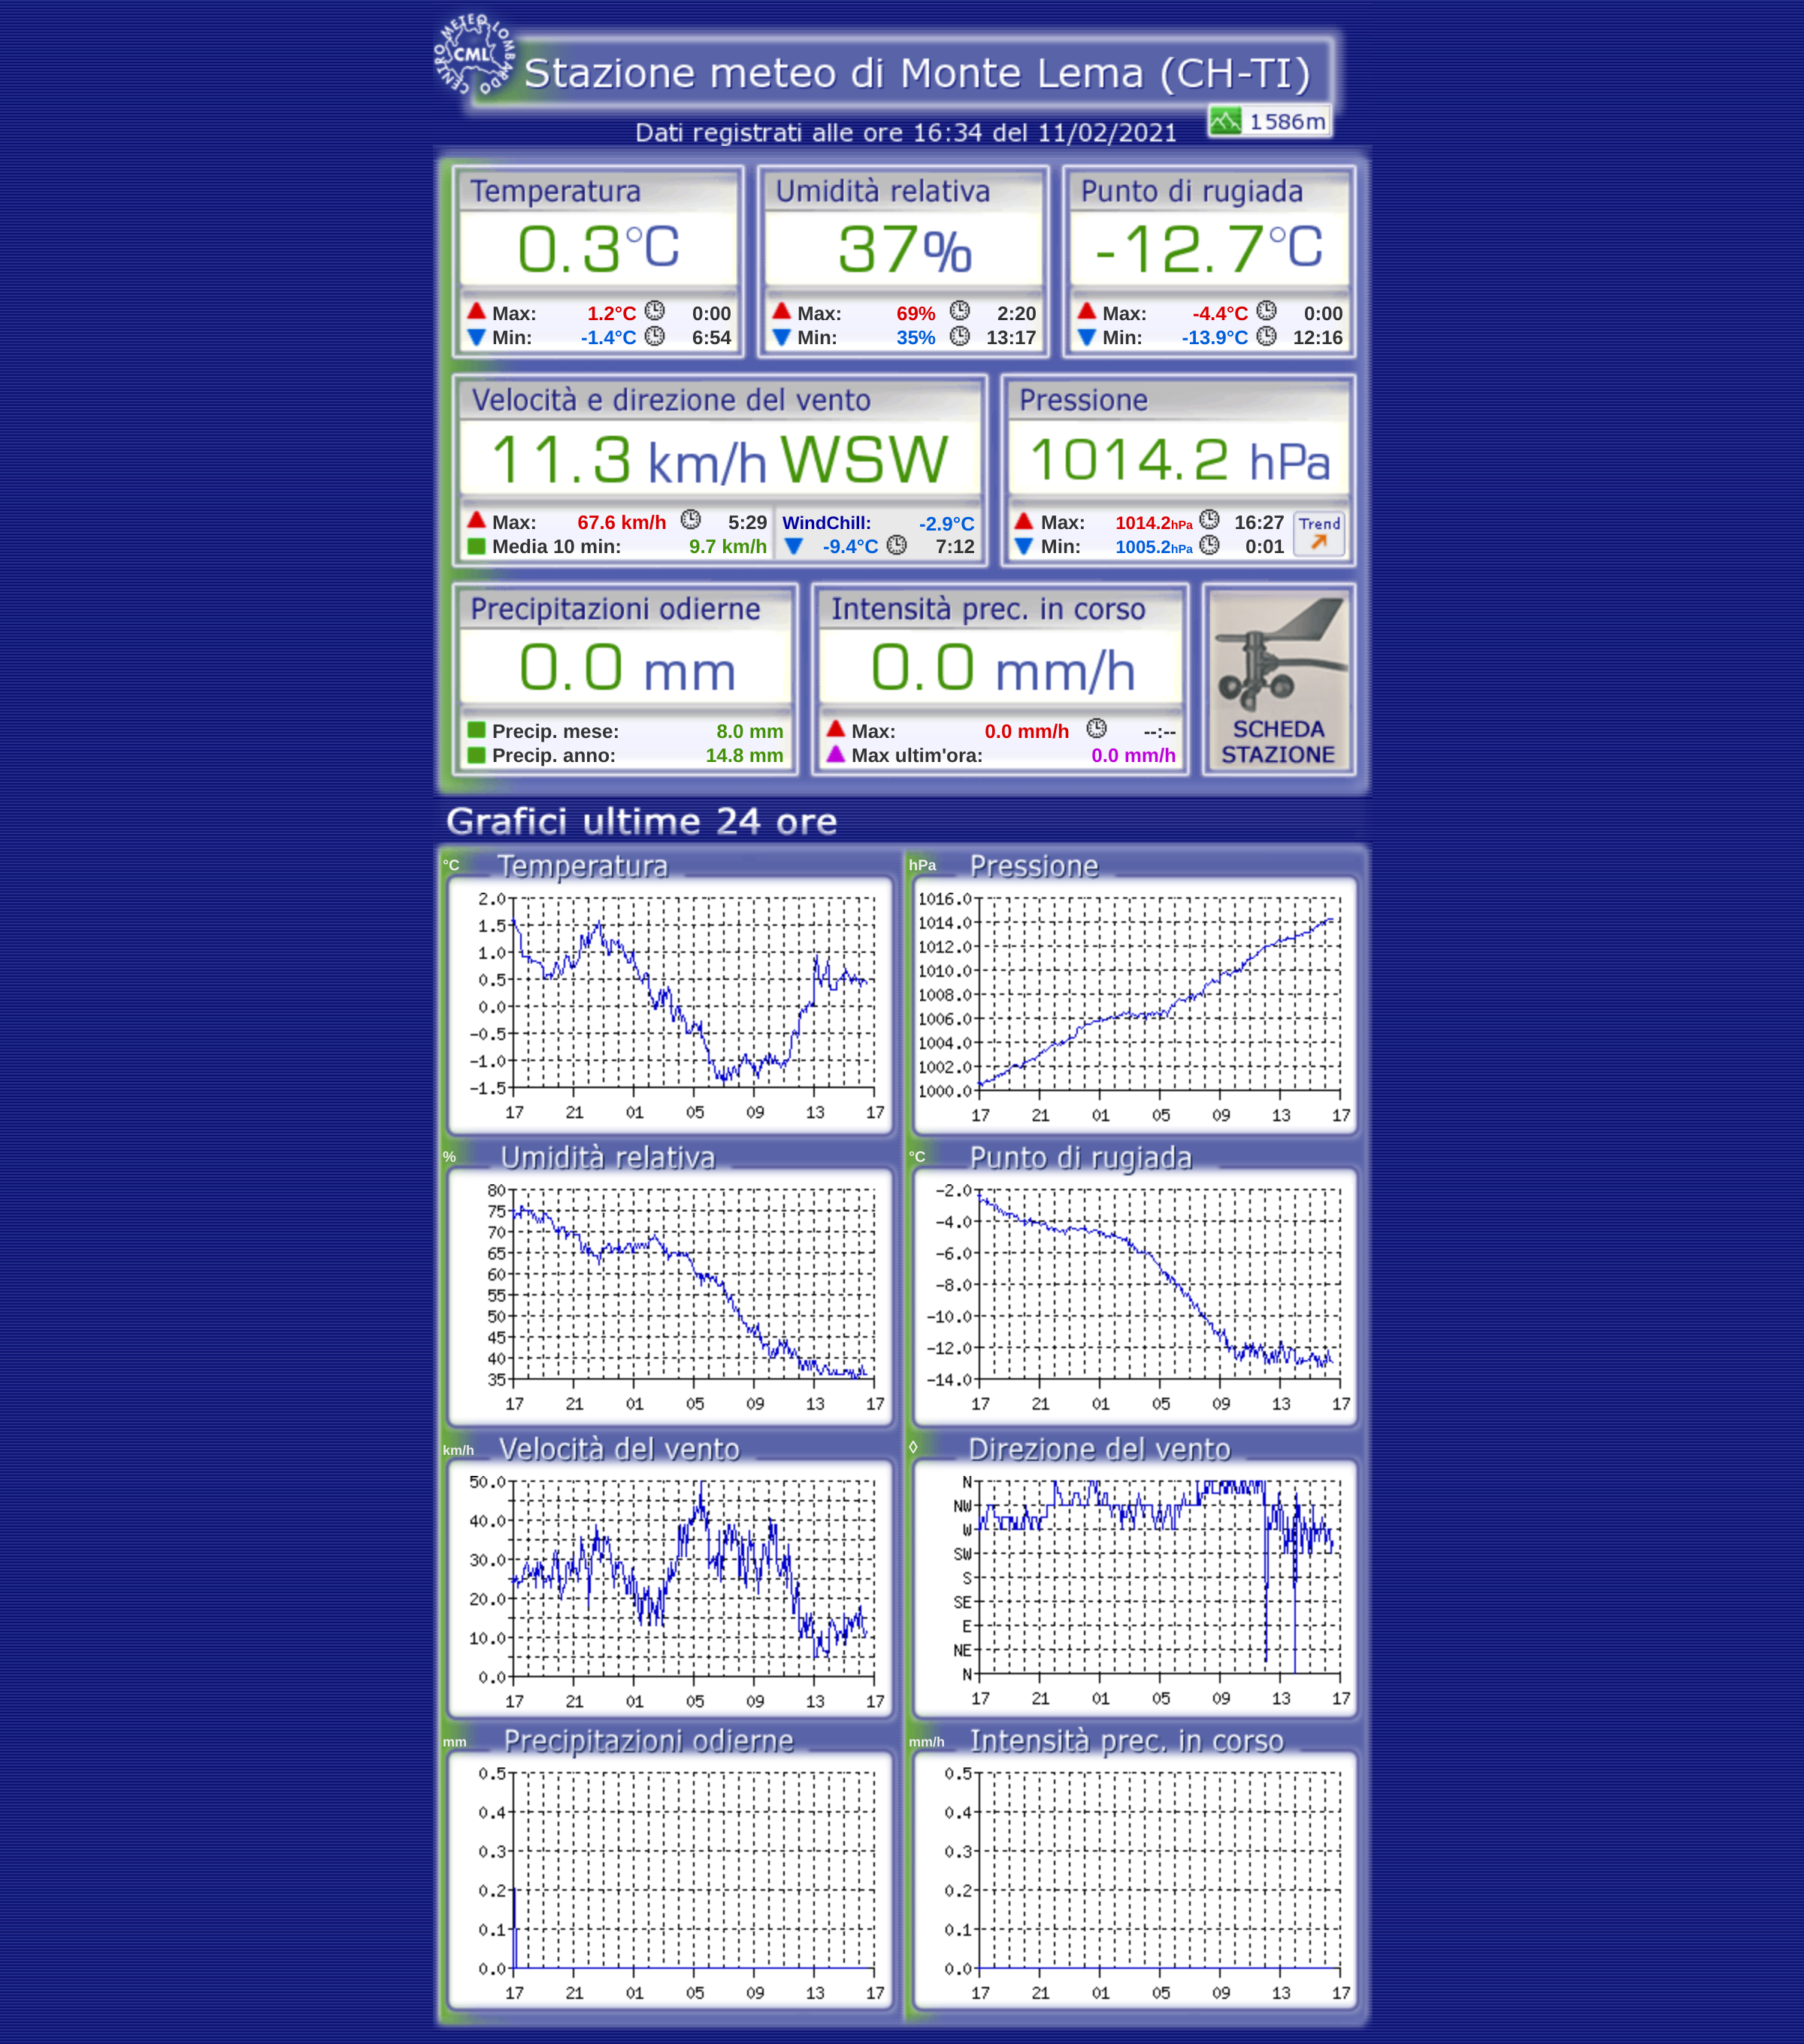 CENTRO METEO LOMBARDO
CML
Stazione meteo di Monte Lema (CH-TI)
1586m
Dati registrati alle ore 16:34 del 11/02/2021
Temperatura
0.3°C
Max: 1.2°C 0:00
Min: -1.4°C 6:54
Umidità relativa
37%
Max: 69% 2:20
Min: 35% 13:17
Punto di rugiada
-12.7°C
Max: -4.4°C 0:00
Min: -13.9°C 12:16
Velocità e direzione del vento
11.3 km/h WSW
Max: 67.6 km/h 5:29
Media 10 min: 9.7 km/h
WindChill: -2.9°C
-9.4°C 7:12
Pressione
1014.2 hPa
Max: 1014.2hPa 16:27
Min: 1005.2hPa 0:01
Trend
Precipitazioni odierne
0.0 mm
Precip. mese: 8.0 mm
Precip. anno: 14.8 mm
Intensità prec. in corso
0.0 mm/h
Max: 0.0 mm/h --:--
Max ultim'ora: 0.0 mm/h
SCHEDA
STAZIONE
Grafici ultime 24 ore
°C Temperatura
2.0
1.5
1.0
0.5
0.0
-0.5
-1.0
-1.5
17 21 01 05 09 13 17
hPa Pressione
1016.0
1014.0
1012.0
1010.0
1008.0
1006.0
1004.0
1002.0
1000.0
17 21 01 05 09 13 17
% Umidità relativa
80
75
70
65
60
55
50
45
40
35
17 21 01 05 09 13 17
°C Punto di rugiada
-2.0
-4.0
-6.0
-8.0
-10.0
-12.0
-14.0
17 21 01 05 09 13 17
km/h Velocità del vento
50.0
40.0
30.0
20.0
10.0
0.0
17 21 01 05 09 13 17
◊ Direzione del vento
N
NW
W
SW
S
SE
E
NE
N
17 21 01 05 09 13 17
mm Precipitazioni odierne
0.5
0.4
0.3
0.2
0.1
0.0
17 21 01 05 09 13 17
mm/h Intensità prec. in corso
0.5
0.4
0.3
0.2
0.1
0.0
17 21 01 05 09 13 17